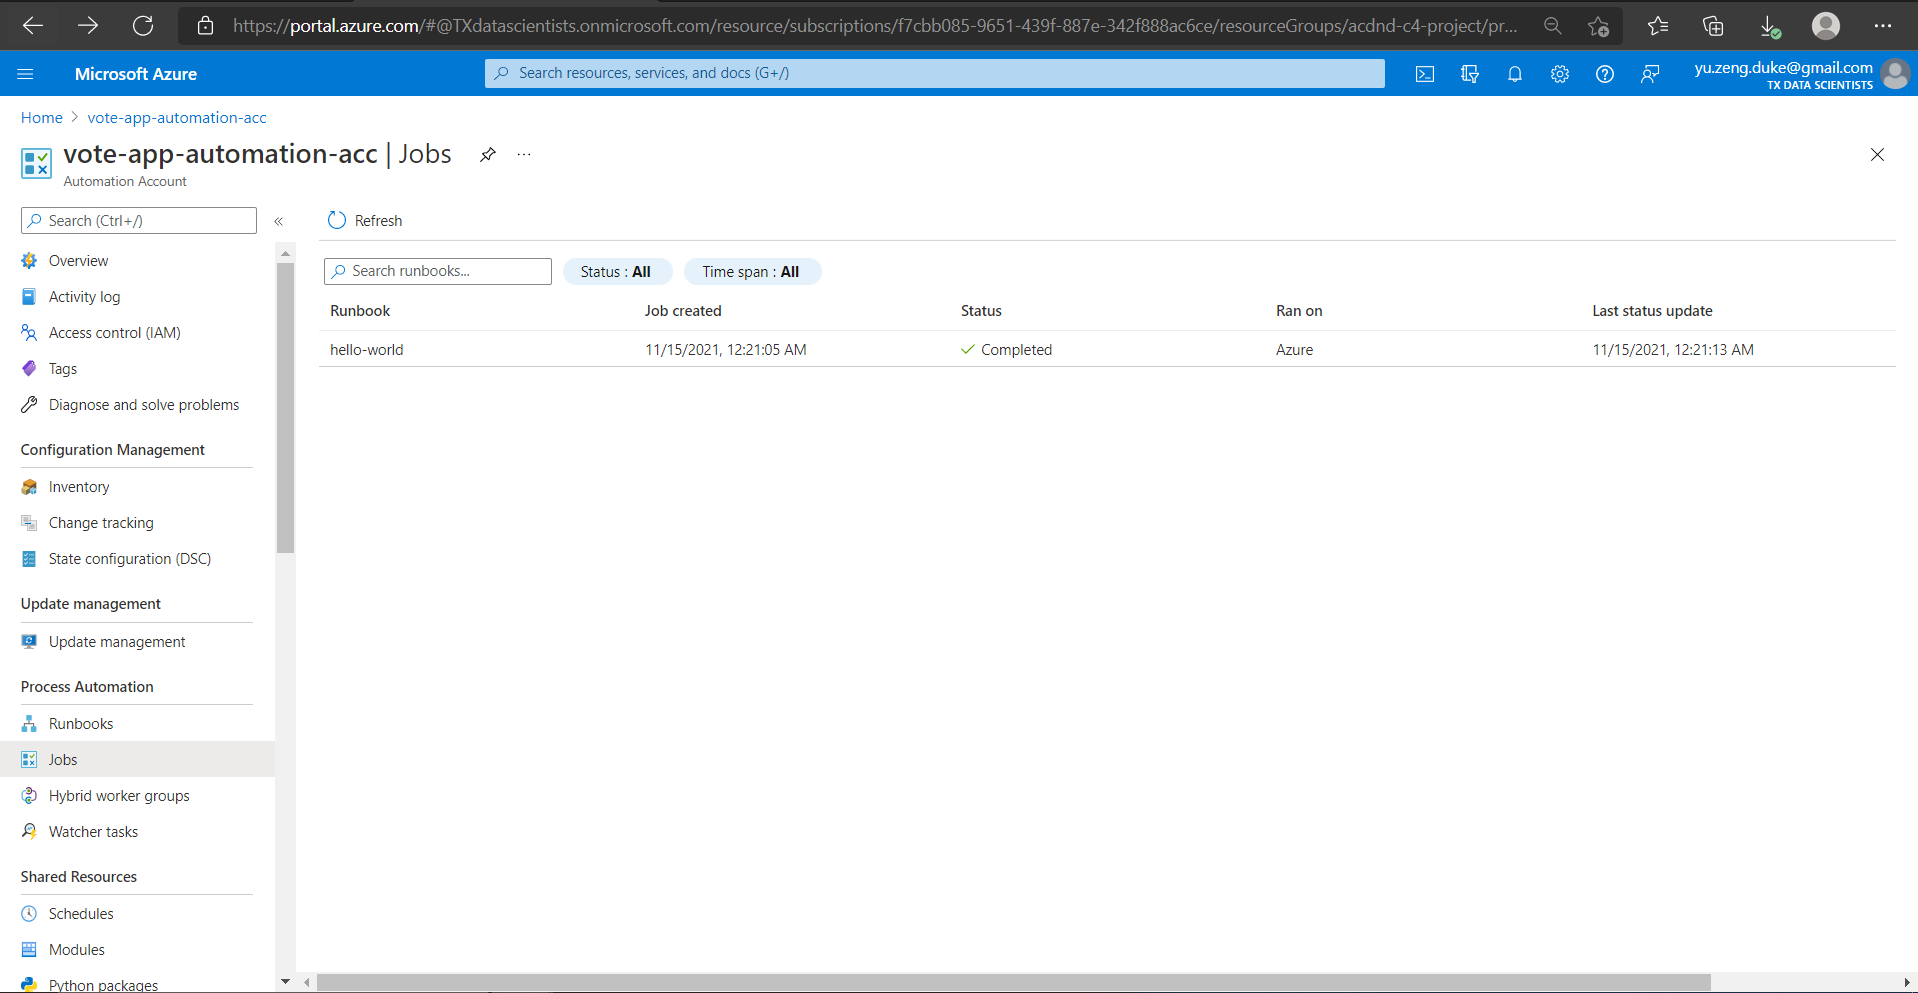 https://portal.azure.com/#@TXdatascientists.onmicrosoft.com/resource/subscriptions/f7cbb085-9651-439f-887e-342f888ac6ce/resourceGroups/acdnd-c4-project/pr...
Microsoft Azure
Search resources, services, and docs (G+/)
yu.zeng.duke@gmail.com
TX DATA SCIENTISTS
Home > vote-app-automation-acc
vote-app-automation-acc | Jobs
Automation Account
Search (Ctrl+/)
Overview
Activity log
Access control (IAM)
Tags
Diagnose and solve problems
Configuration Management
Inventory
Change tracking
State configuration (DSC)
Update management
Update management
Process Automation
Runbooks
Jobs
Hybrid worker groups
Watcher tasks
Shared Resources
Schedules
Modules
Python packages
Refresh
Search runbooks...
Status : All
Time span : All
Runbook Job created Status Ran on Last status update
hello-world 11/15/2021, 12:21:05 AM Completed Azure 11/15/2021, 12:21:13 AM